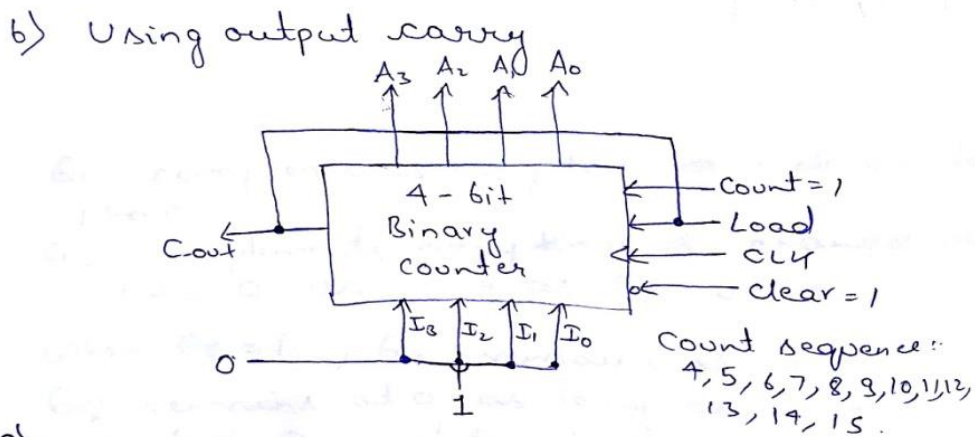 b) Using output carry
A3 A2 A1 A0
4-bit
Binary
counter
Cout
Count = 1
Load
CLK
clear = 1
I3 I2 I1 I0
0
1
Count sequence:
4, 5, 6, 7, 8, 9, 10, 11, 12,
13, 14, 15.